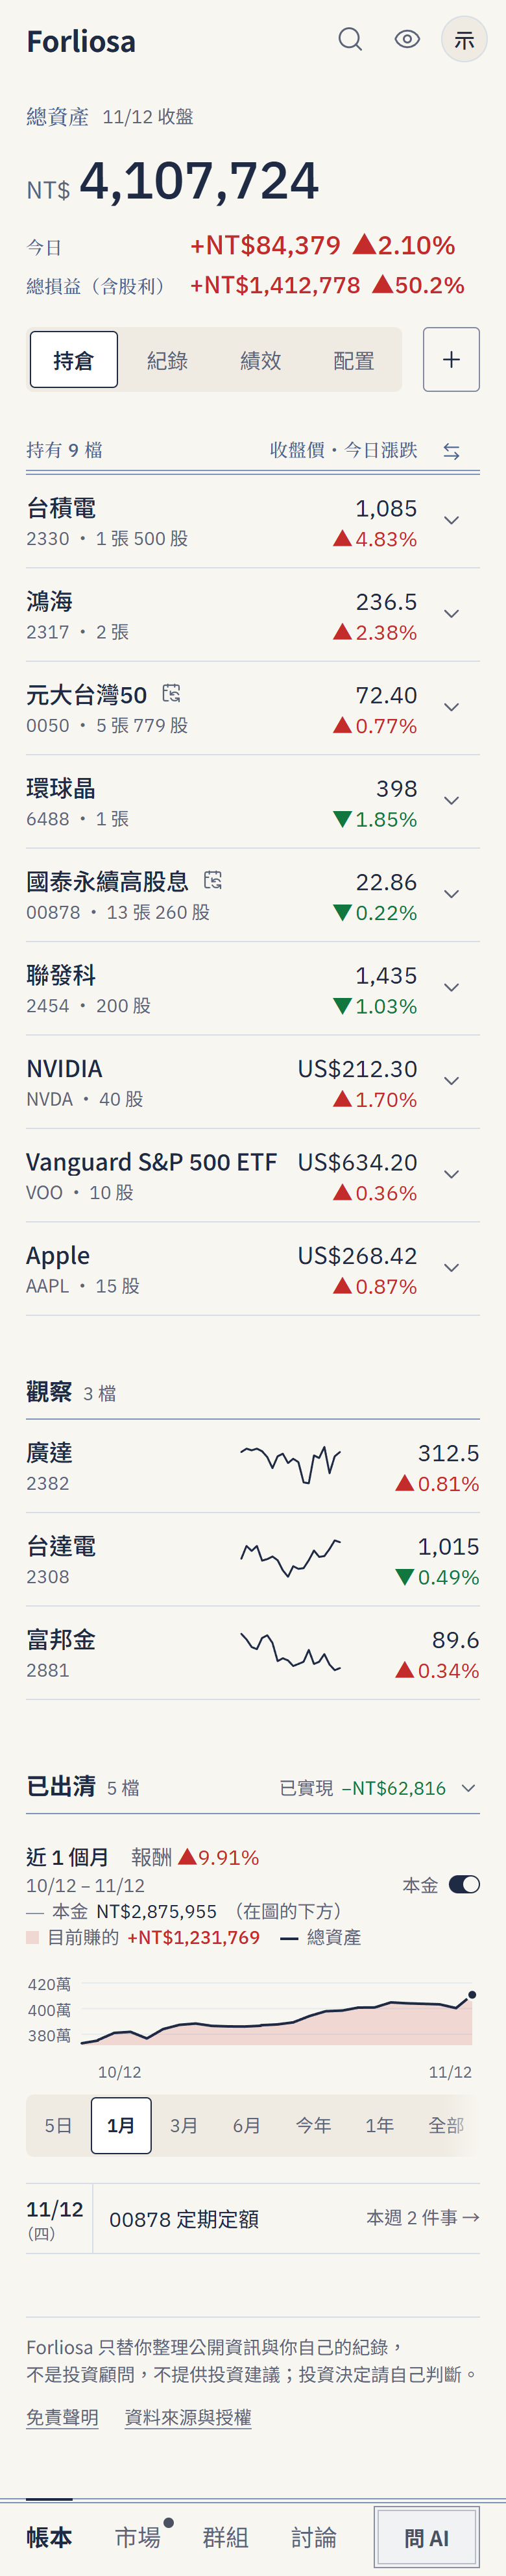 Forliosa
示
總資產 11/12 收盤
NT$ 4,107,724
今日 +NT$84,379 ▲2.10%
總損益（含股利） +NT$1,412,778 ▲50.2%
持倉 紀錄 績效 配置 +
持有 9 檔 收盤價・今日漲跌
台積電 1,085
2330 · 1 張 500 股 ▲4.83%
鴻海 236.5
2317 · 2 張 ▲2.38%
元大台灣50 72.40
0050 · 5 張 779 股 ▲0.77%
環球晶 398
6488 · 1 張 ▼1.85%
國泰永續高股息 22.86
00878 · 13 張 260 股 ▼0.22%
聯發科 1,435
2454 · 200 股 ▼1.03%
NVIDIA US$212.30
NVDA · 40 股 ▲1.70%
Vanguard S&P 500 ETF US$634.20
VOO · 10 股 ▲0.36%
Apple US$268.42
AAPL · 15 股 ▲0.87%
觀察 3 檔
廣達 312.5
2382 ▲0.81%
台達電 1,015
2308 ▼0.49%
富邦金 89.6
2881 ▲0.34%
已出清 5 檔 已實現 −NT$62,816
近 1 個月 報酬 ▲9.91%
10/12 – 11/12 本金
本金 NT$2,875,955 （在圖的下方）
目前賺的 +NT$1,231,769 總資產
420萬
400萬
380萬
10/12 11/12
5日 1月 3月 6月 今年 1年 全部
11/12 00878 定期定額 本週 2 件事 →
（四）
Forliosa 只替你整理公開資訊與你自己的紀錄，
不是投資顧問，不提供投資建議；投資決定請自己判斷。
免責聲明 資料來源與授權
帳本 市場 群組 討論 問 AI